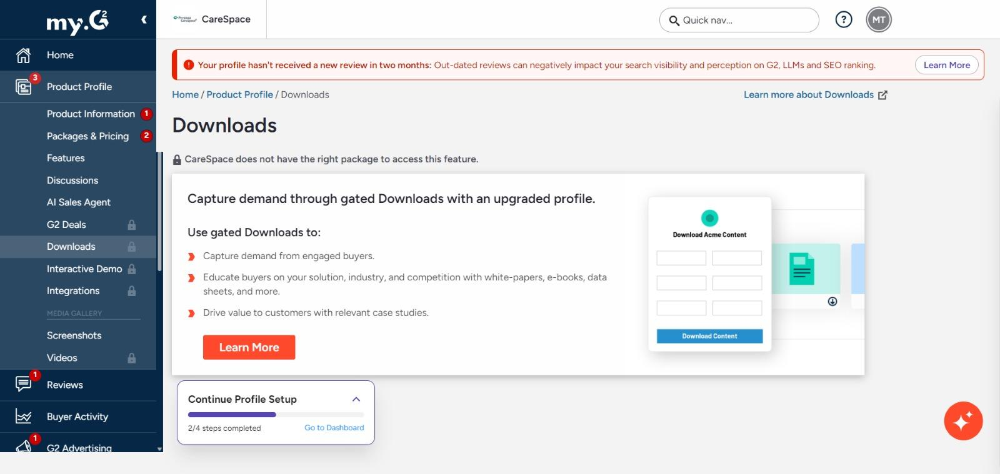 my.G2
Home
3
Product Profile
Product Information 1
Packages & Pricing 2
Features
Discussions
AI Sales Agent
G2 Deals
Downloads
Interactive Demo
Integrations
MEDIA GALLERY
Screenshots
Videos
1
Reviews
Buyer Activity
1
G2 Advertising
Persivia
CareSpace
CareSpace
Quick nav...
?
MT
Your profile hasn't received a new review in two months: Out-dated reviews can negatively impact your search visibility and perception on G2, LLMs and SEO ranking.
Learn More
Home / Product Profile / Downloads
Learn more about Downloads
Downloads
CareSpace does not have the right package to access this feature.
Capture demand through gated Downloads with an upgraded profile.
Use gated Downloads to:
Capture demand from engaged buyers.
Educate buyers on your solution, industry, and competition with white-papers, e-books, data
sheets, and more.
Drive value to customers with relevant case studies.
Learn More
Download Acme Content
Download Content
Continue Profile Setup
2/4 steps completed
Go to Dashboard